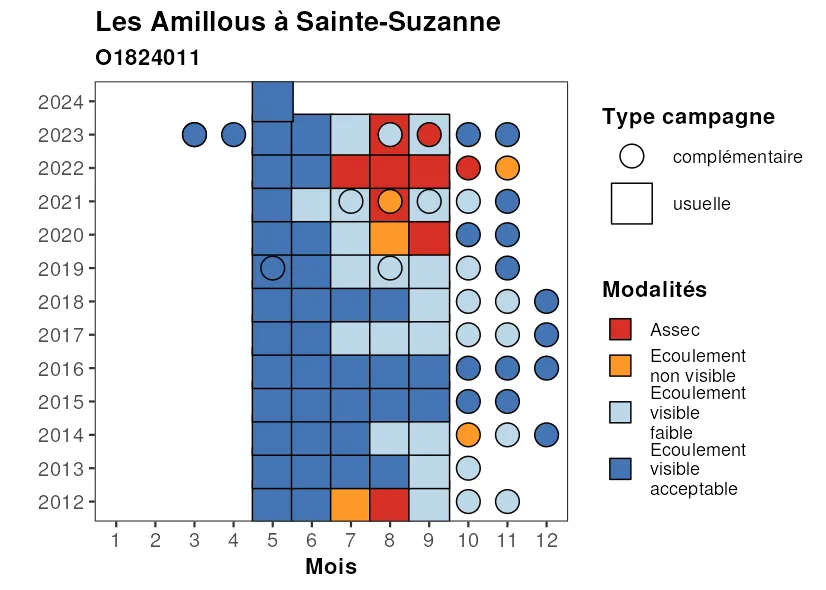 Les Amillous à Sainte-Suzanne
O1824011
2024
2023
2022
2021
2020
2019
2018
2017
2016
2015
2014
2013
2012
1 2 3 4 5 6 7 8 9 10 11 12
Mois
Type campagne
complémentaire
usuelle
Modalités
Assec
Ecoulement
non visible
Ecoulement
visible
faible
Ecoulement
visible
acceptable